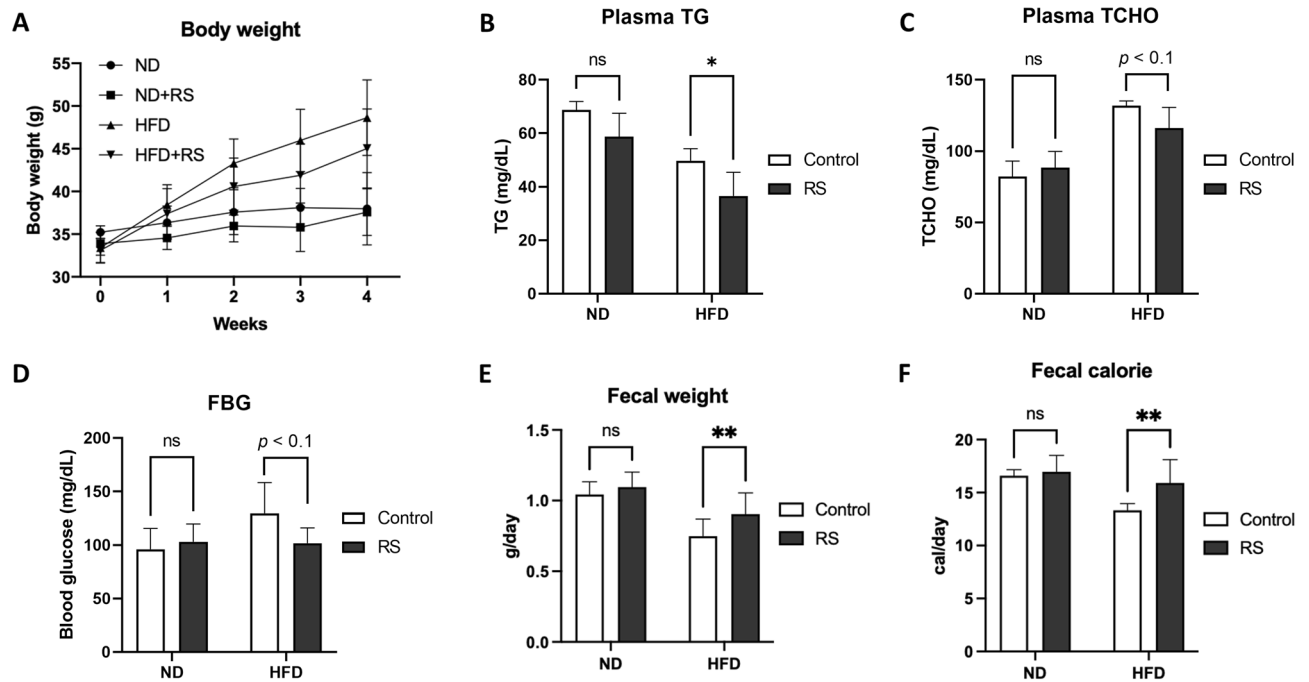 A
Body weight
55
50
45
40
35
30
Body weight (g)
ND
ND+RS
HFD
HFD+RS
0 1 2 3 4
Weeks
B
Plasma TG
ns
*
80
60
40
20
0
TG (mg/dL)
ND HFD
Control
RS
C
Plasma TCHO
ns
p < 0.1
150
100
50
0
TCHO (mg/dL)
ND HFD
Control
RS
D
FBG
ns
p < 0.1
200
150
100
50
0
Blood glucose (mg/dL)
ND HFD
Control
RS
E
Fecal weight
ns
**
1.5
1.0
0.5
0.0
g/day
ND HFD
Control
RS
F
Fecal calorie
ns
**
20
15
10
5
0
cal/day
ND HFD
Control
RS